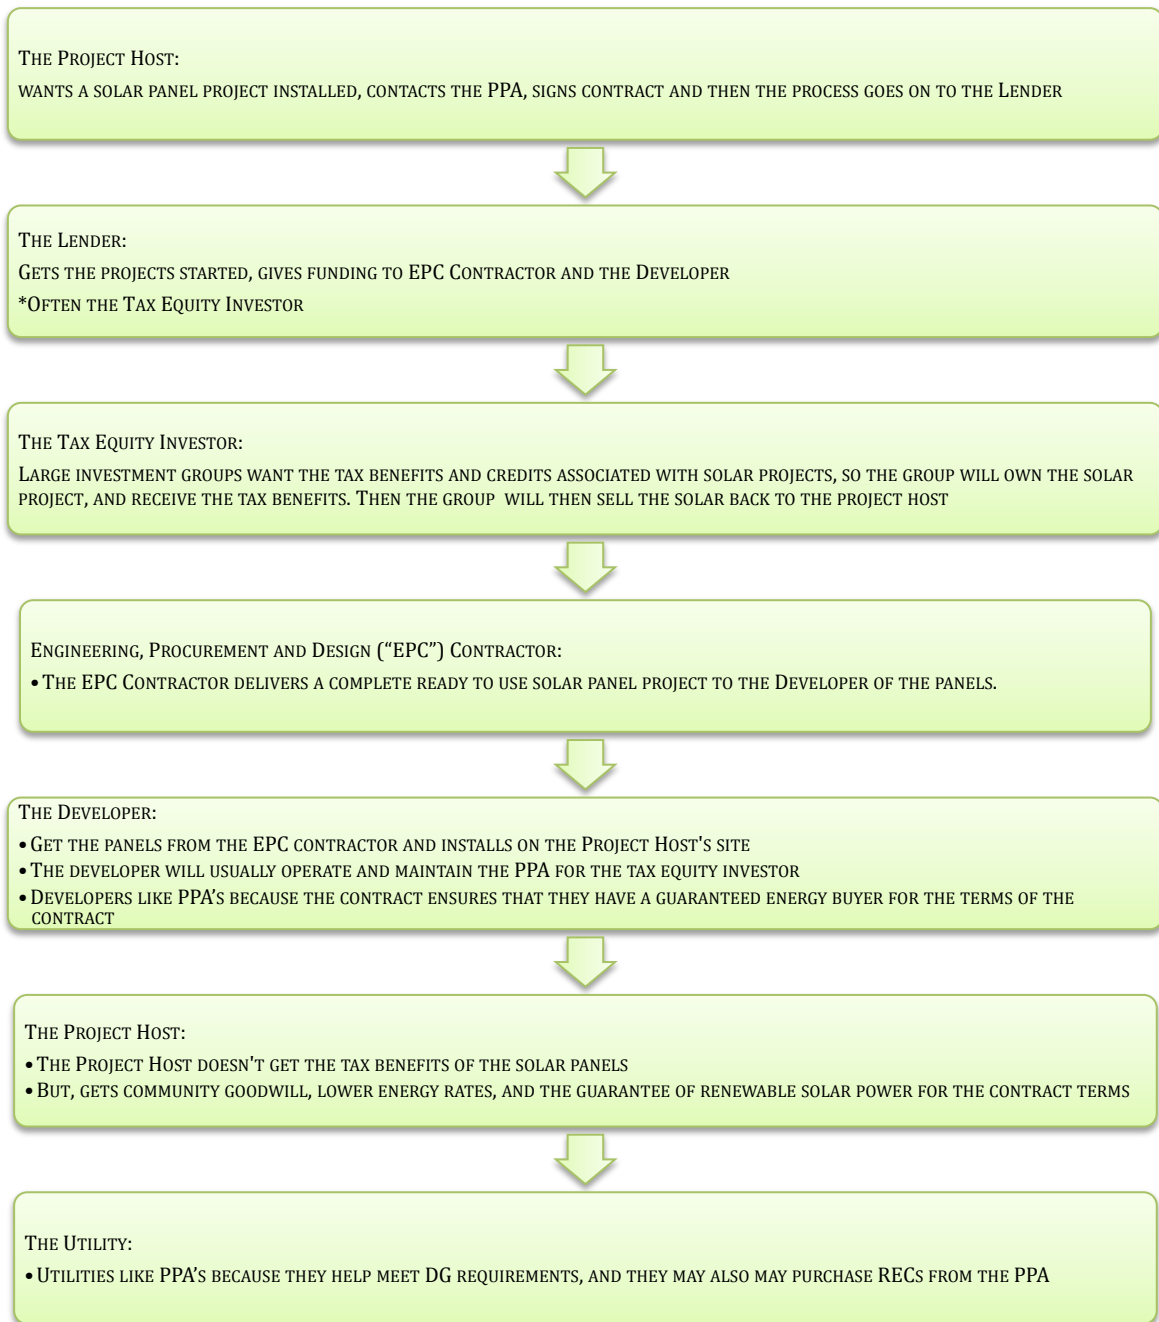 The Project Host:
wants a solar panel project installed, contacts the PPA, signs contract and then the process goes on to the Lender
The Lender:
Gets the projects started, gives funding to EPC Contractor and the Developer
*Often the Tax Equity Investor
The Tax Equity Investor:
Large investment groups want the tax benefits and credits associated with solar projects, so the group will own the solar
project, and receive the tax benefits. Then the group will then sell the solar back to the project host
Engineering, Procurement and Design (“EPC”) Contractor:
• The EPC Contractor delivers a complete ready to use solar panel project to the Developer of the panels.
The Developer:
• Get the panels from the EPC contractor and installs on the Project Host's site
• The developer will usually operate and maintain the PPA for the tax equity investor
• Developers like PPA’s because the contract ensures that they have a guaranteed energy buyer for the terms of the
contract
The Project Host:
• The Project Host doesn't get the tax benefits of the solar panels
• But, gets community goodwill, lower energy rates, and the guarantee of renewable solar power for the contract terms
The Utility:
• Utilities like PPA’s because they help meet DG requirements, and they may also may purchase RECs from the PPA